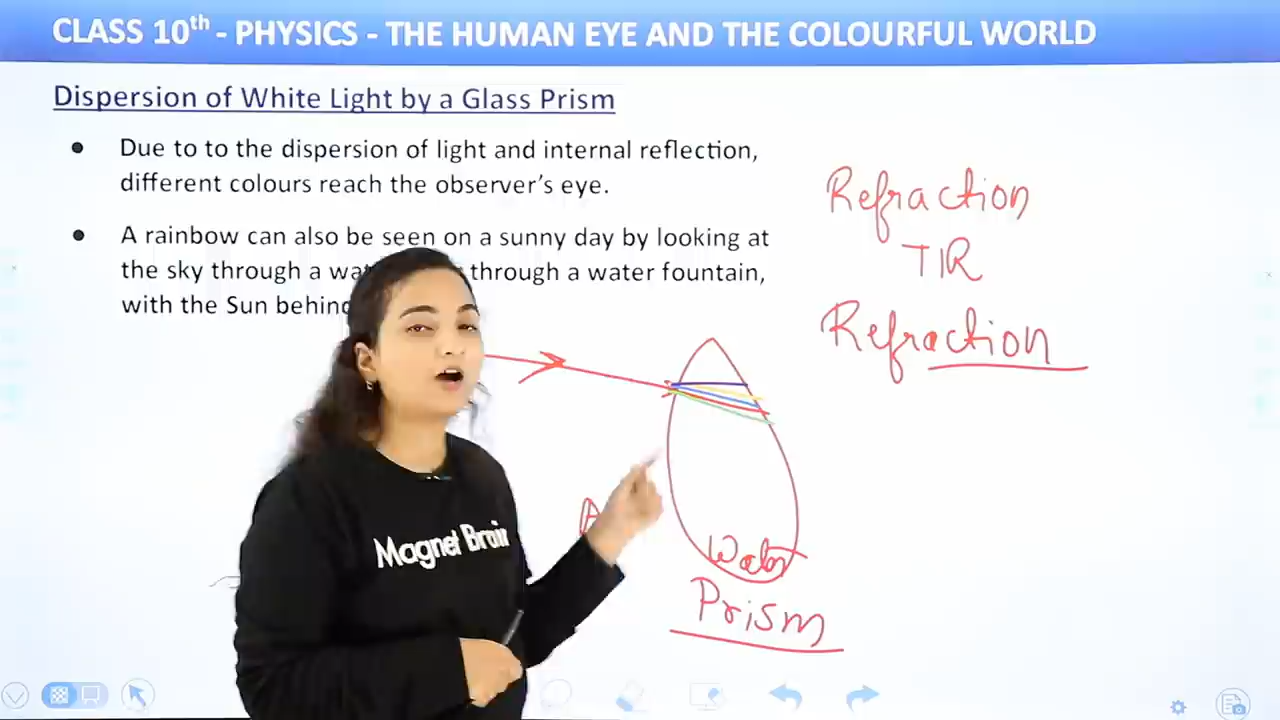 CLASS 10th - PHYSICS - THE HUMAN EYE AND THE COLOURFUL WORLD
Dispersion of White Light by a Glass Prism
Due to to the dispersion of light and internal reflection,
different colours reach the observer's eye.
A rainbow can also be seen on a sunny day by looking at
the sky through a through a water fountain,
with the Sun
Refraction
TIR
Refraction
A
Water
Prism
Magnet Brain